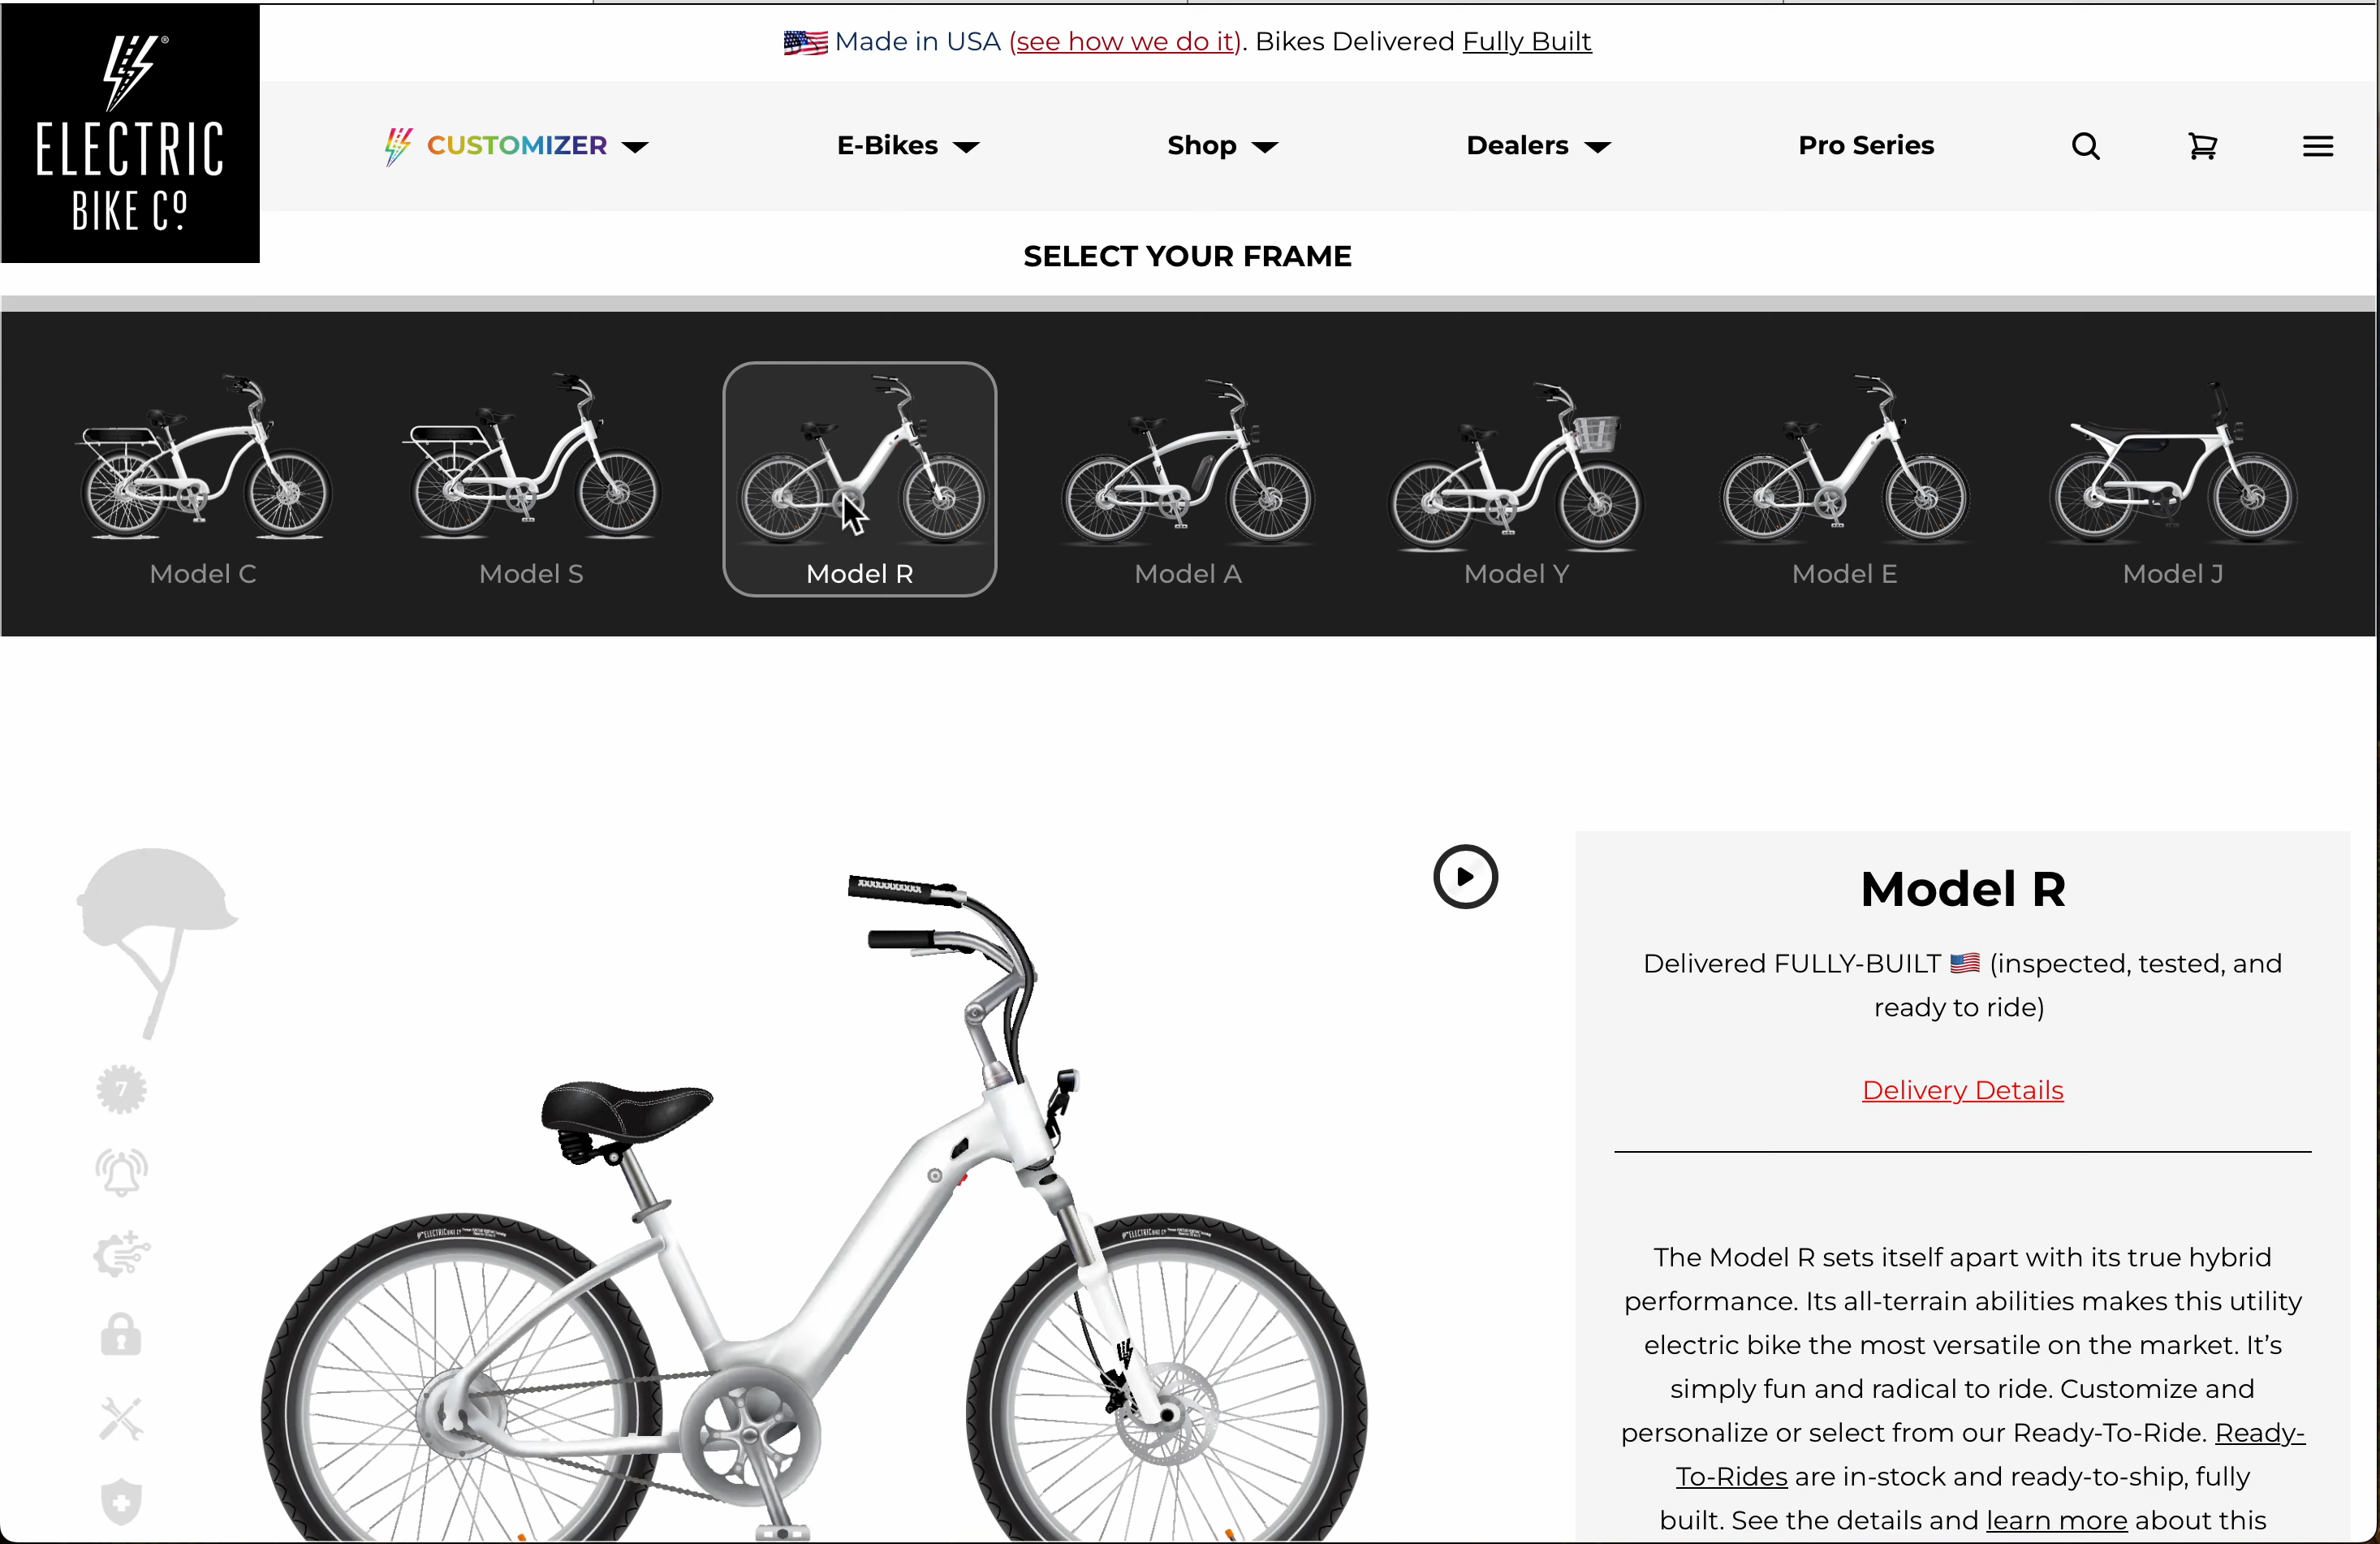 🇺🇸 Made in USA (see how we do it). Bikes Delivered Fully Built
ELECTRIC
BIKE Cº
CUSTOMIZER
E-Bikes
Shop
Dealers
Pro Series
SELECT YOUR FRAME
Model C
Model S
Model R
Model A
Model Y
Model E
Model J
Model R
Delivered FULLY-BUILT 🇺🇸 (inspected, tested, and
ready to ride)
Delivery Details
7
The Model R sets itself apart with its true hybrid
performance. Its all-terrain abilities makes this utility
electric bike the most versatile on the market. It’s
simply fun and radical to ride. Customize and
personalize or select from our Ready-To-Ride. Ready-
To-Rides are in-stock and ready-to-ship, fully
built. See the details and learn more about this